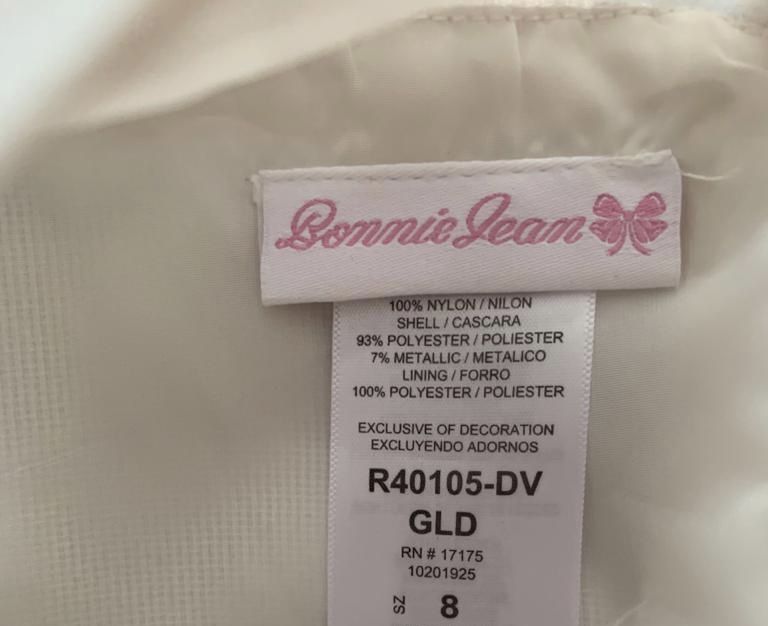 Bonnie Jean
100% NYLON / NILON
SHELL / CASCARA
93% POLYESTER / POLIESTER
7% METALLIC / METALICO
LINING / FORRO
100% POLYESTER / POLIESTER
EXCLUSIVE OF DECORATION
EXCLUYENDO ADORNOS
R40105-DV
GLD
RN # 17175
10201925
SZ 8